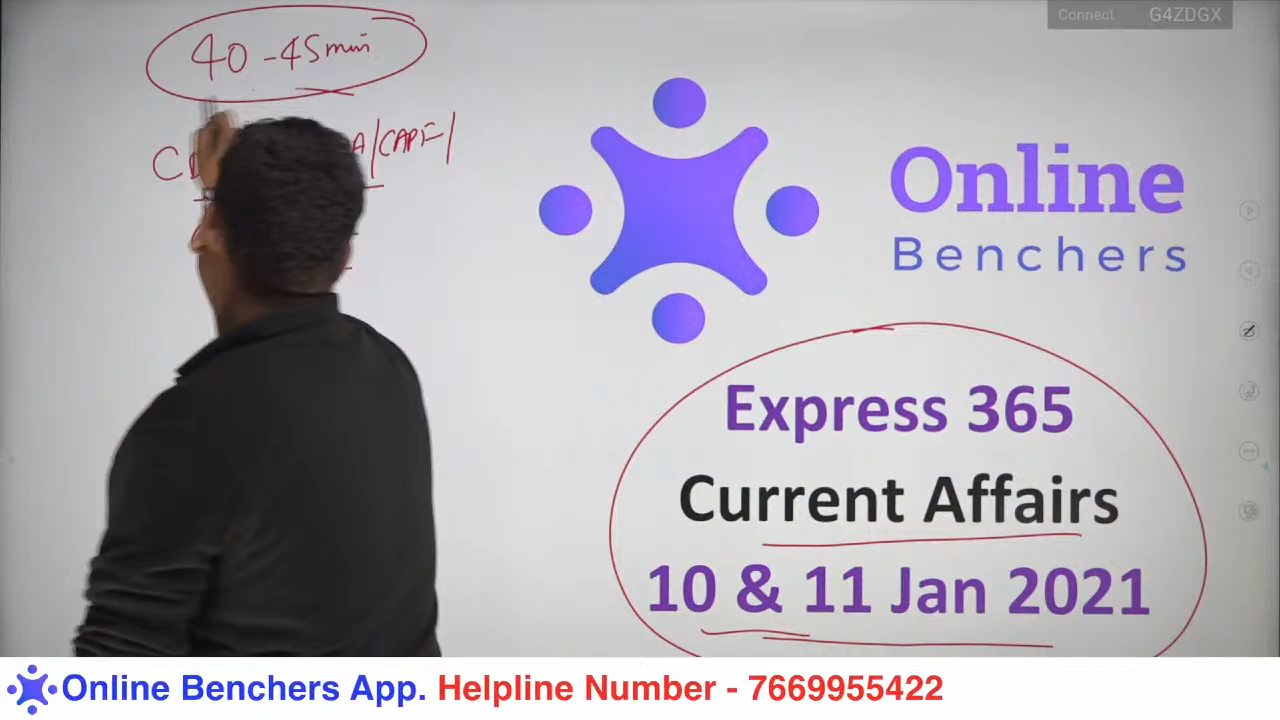 Connect G4ZDGX
40-45min
A/CAPF/
Online
Benchers
Express 365
Current Affairs
10 & 11 Jan 2021
Online Benchers App. Helpline Number - 7669955422